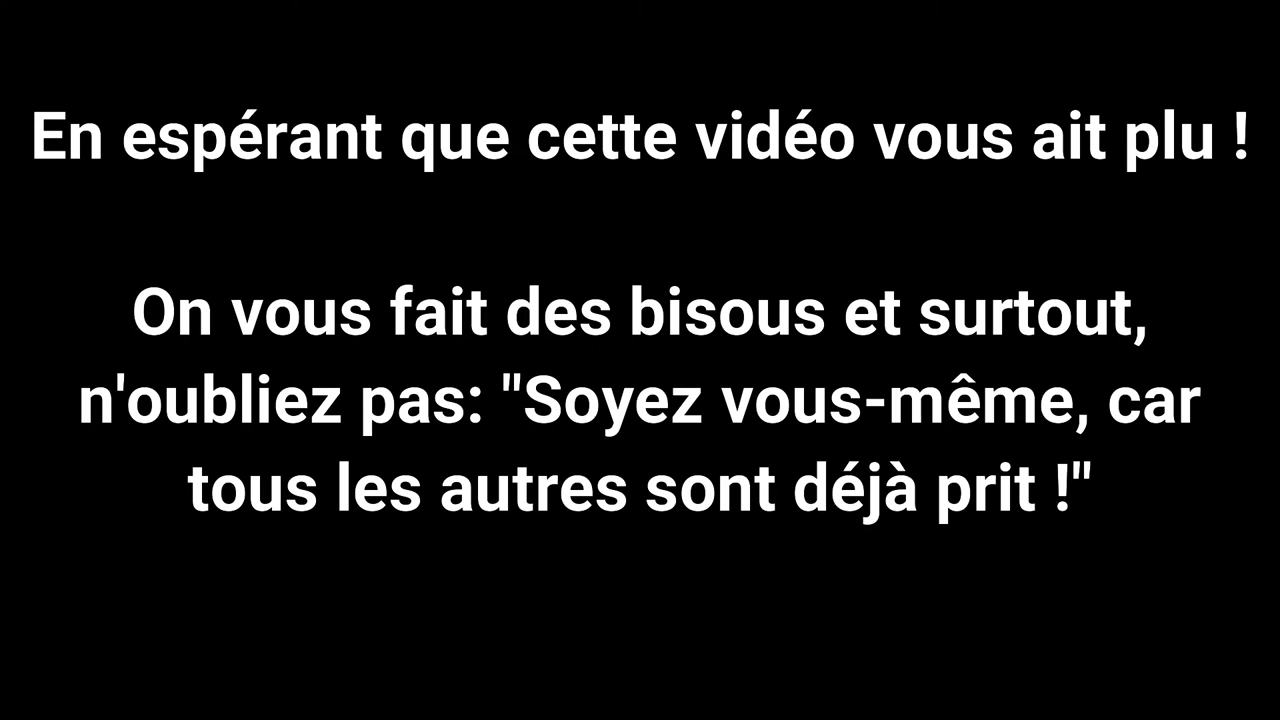 En espérant que cette vidéo vous ait plu !
On vous fait des bisous et surtout,
n'oubliez pas: "Soyez vous-même, car
tous les autres sont déjà prit !"